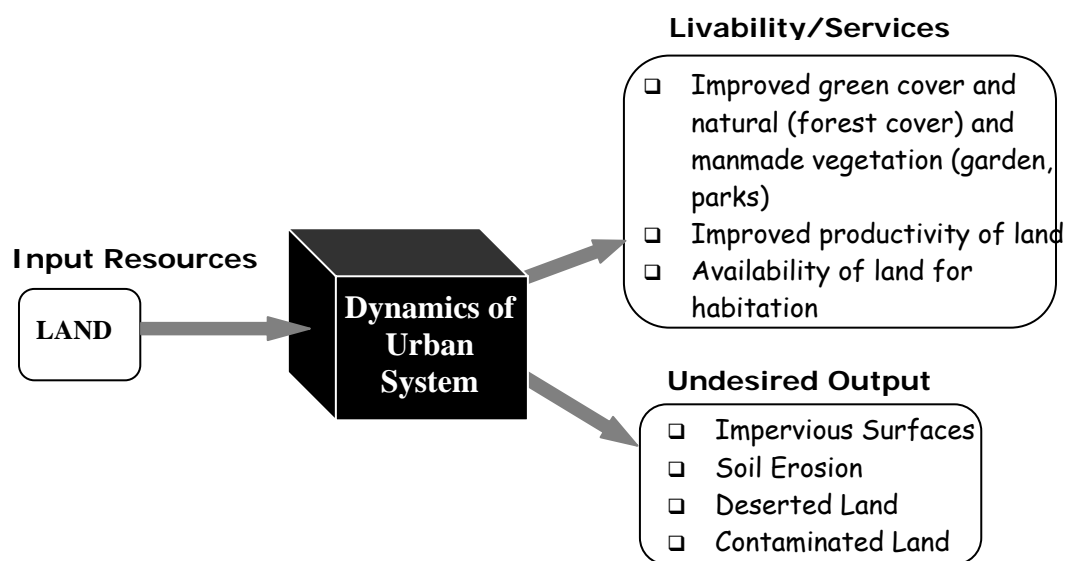 Livability/Services
❑ Improved green cover and
natural (forest cover) and
manmade vegetation (garden,
parks)
❑ Improved productivity of land
❑ Availability of land for
habitation
Input Resources
LAND
Dynamics of
Urban
System
Undesired Output
❑ Impervious Surfaces
❑ Soil Erosion
❑ Deserted Land
❑ Contaminated Land